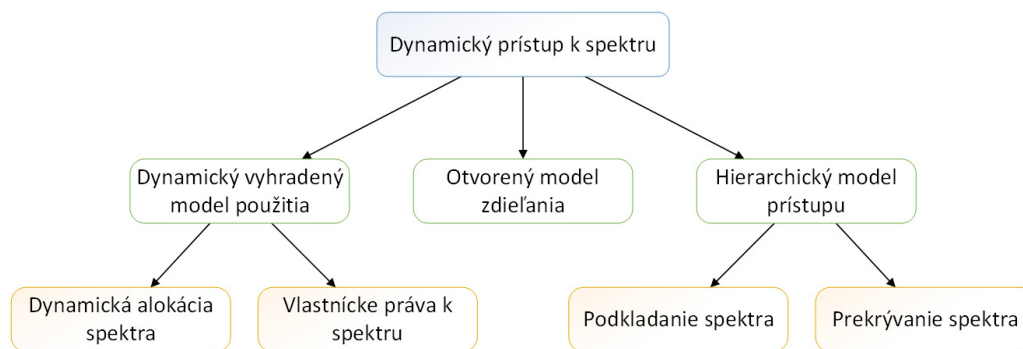 Dynamický prístup k spektru
Dynamický vyhradený
model použitia
Otvorený model
zdieľania
Hierarchický model
prístupu
Dynamická alokácia
spektra
Vlastnícke práva k
spektru
Podkladanie spektra
Prekrývanie spektra